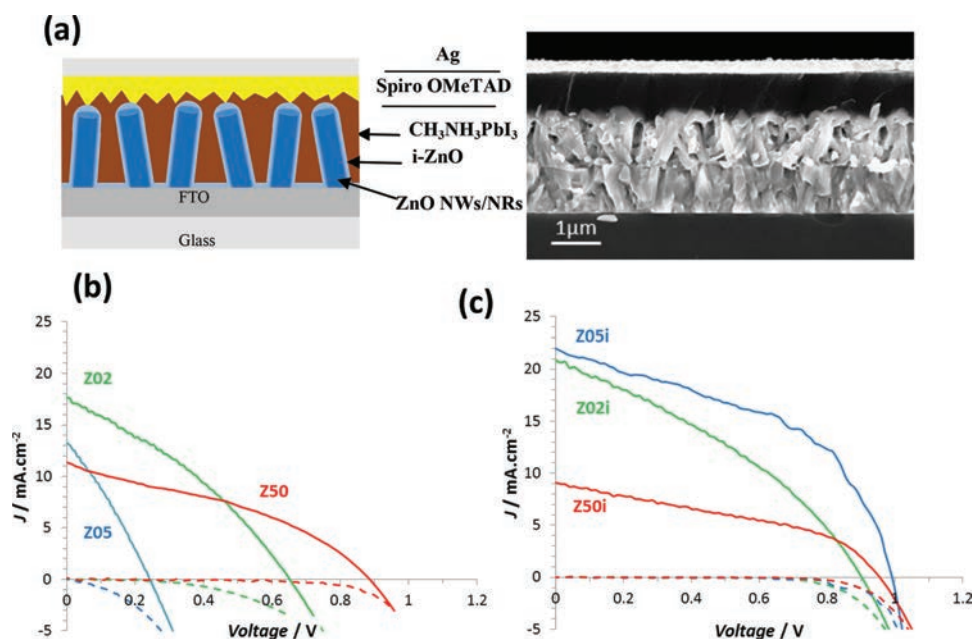 (a)
Ag
Spiro OMeTAD
CH₃NH₃PbI₃
i-ZnO
ZnO NWs/NRs
FTO
Glass
1µm
(b)
25
20
15
10
5
0
-5
J / mA.cm⁻²
Z02
Z50
Z05
0
0.2
0.4
0.6
0.8
1
1.2
Voltage / V
(c)
25
20
15
10
5
0
-5
J / mA.cm⁻²
Z05i
Z02i
Z50i
0
0.2
0.4
0.6
0.8
1
1.2
Voltage / V